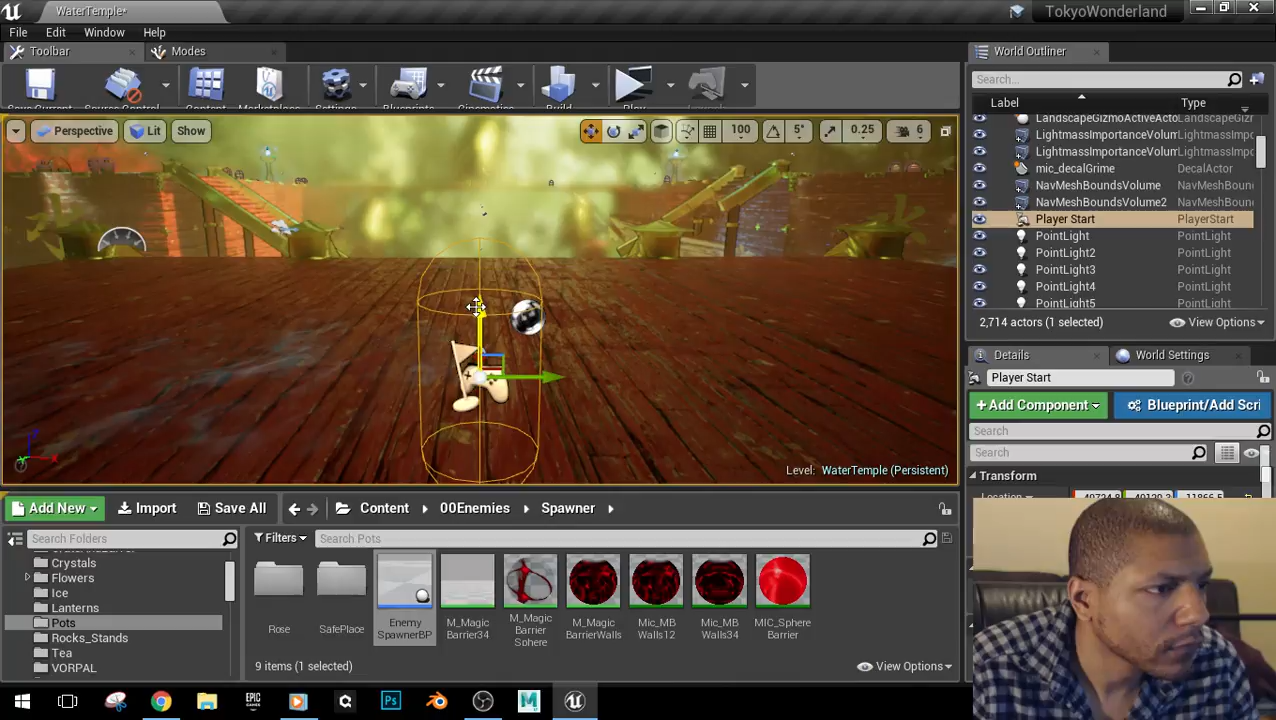 WaterTemple*
TokyoWonderland
File Edit Window Help
Toolbar
Modes
World Outliner
Search...
Label
Type
Perspective
Lit
Show
100
5°
0.25
6
mic_decalGrime DecalActor
NavMeshBoundsVolume
NavMeshBoundsVolume2
Player Start PlayerStart
PointLight PointLight
PointLight2 PointLight
PointLight3 PointLight
PointLight4 PointLight
PointLight5 PointLight
2,714 actors (1 selected)
View Options
Details
World Settings
Player Start
+Add Component
Blueprint/Add Scri
Search
Search
Transform
Location
Level: WaterTemple (Persistent)
Add New
Import
Save All
Content
00Enemies
Spawner
Search Folders
Filters
Search Pots
Crystals
Flowers
Ice
Lanterns
Pots
Rocks_Stands
Tea
VORPAL
Rose
SafePlace
Enemy
SpawnerBP
M_Magic
Barrier34
M_Magic
Barrier
Sphere
M_Magic
BarrierWalls
Mic_MB
Walls12
Mic_MB
Walls34
MIC_Sphere
Barrier
9 items (1 selected)
View Options
EPIC
GAMES
Ps
M